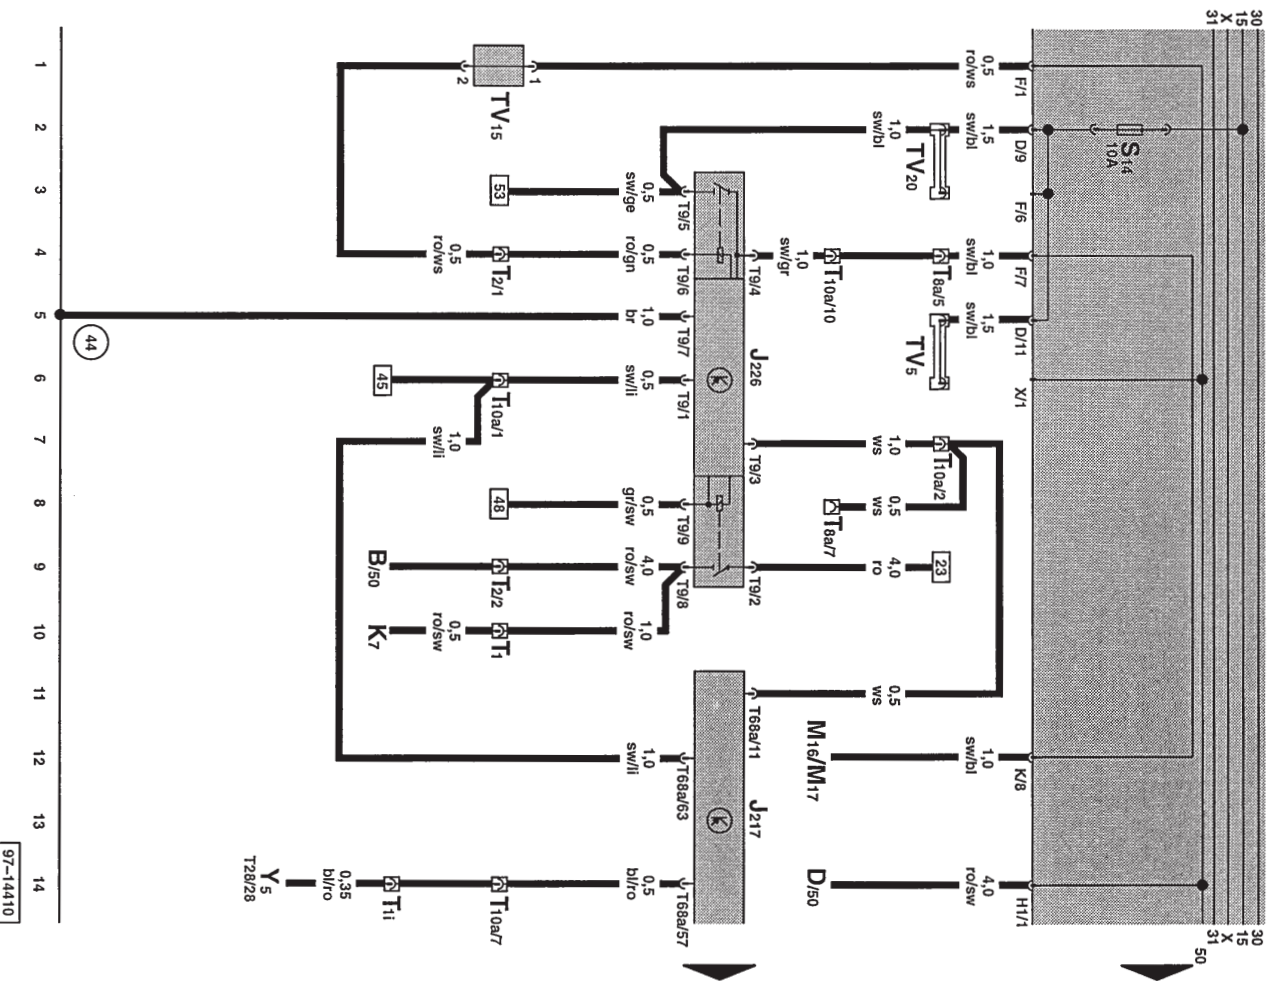 30
15
X
31
S14
10A
F/1
D/9
F/6
F/7
D/11
X/1
K/8
H1/1
30
15
X
31
50
0,5
ro/ws
1,5
sw/bl
1,0
sw/bl
1,5
sw/bl
1,0
sw/bl
4,0
ro/sw
TV20
T8a/5
TV5
T10a/2
23
1,0
sw/bl
T10a/10
1,0
ws
0,5
ws
T8a/7
4,0
ro
0,5
ws
M16/M17
D/50
1,0
sw/gr
T9/4
J226
T9/3
T9/2
T68a/11
J217
K
K
T9/5
T9/6
T9/7
T9/1
T9/9
T9/8
T68a/63
T68a/57
0,5
sw/ge
0,5
ro/gn
1,0
br
0,5
sw/li
0,5
gr/sw
4,0
ro/sw
1,0
ro/sw
1,0
sw/li
0,5
bl/ro
1
2
TV15
53
T2/1
T10a/1
48
T2/2
T1
T10a/7
0,5
ro/ws
1,0
sw/li
0,5
ro/sw
45
B/50
K7
T1i
0,35
bl/ro
Y5
T28/28
44
1
2
3
4
5
6
7
8
9
10
11
12
13
14
97-14410